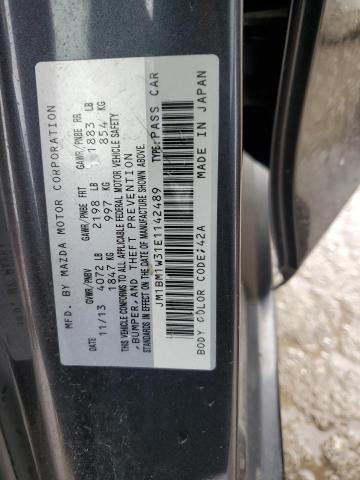 MFD. BY MAZDA MOTOR CORPORATION
DATE GVWR/PNBV GAWR/PNBE FRT GAWR/PNBE RR
11/13 4072 LB 2198 LB 1883 LB
1847 KG 997 KG 854 KG
THIS VEHICLE CONFORMS TO ALL APPLICABLE FEDERAL MOTOR VEHICLE SAFETY,
BUMPER, AND THEFT PREVENTION
STANDARDS IN EFFECT ON THE DATE OF MANUFACTURE SHOWN ABOVE.
JM1BM1W31E1142489 TYPE: PASS CAR
BODY COLOR CODE: 42A MADE IN JAPAN